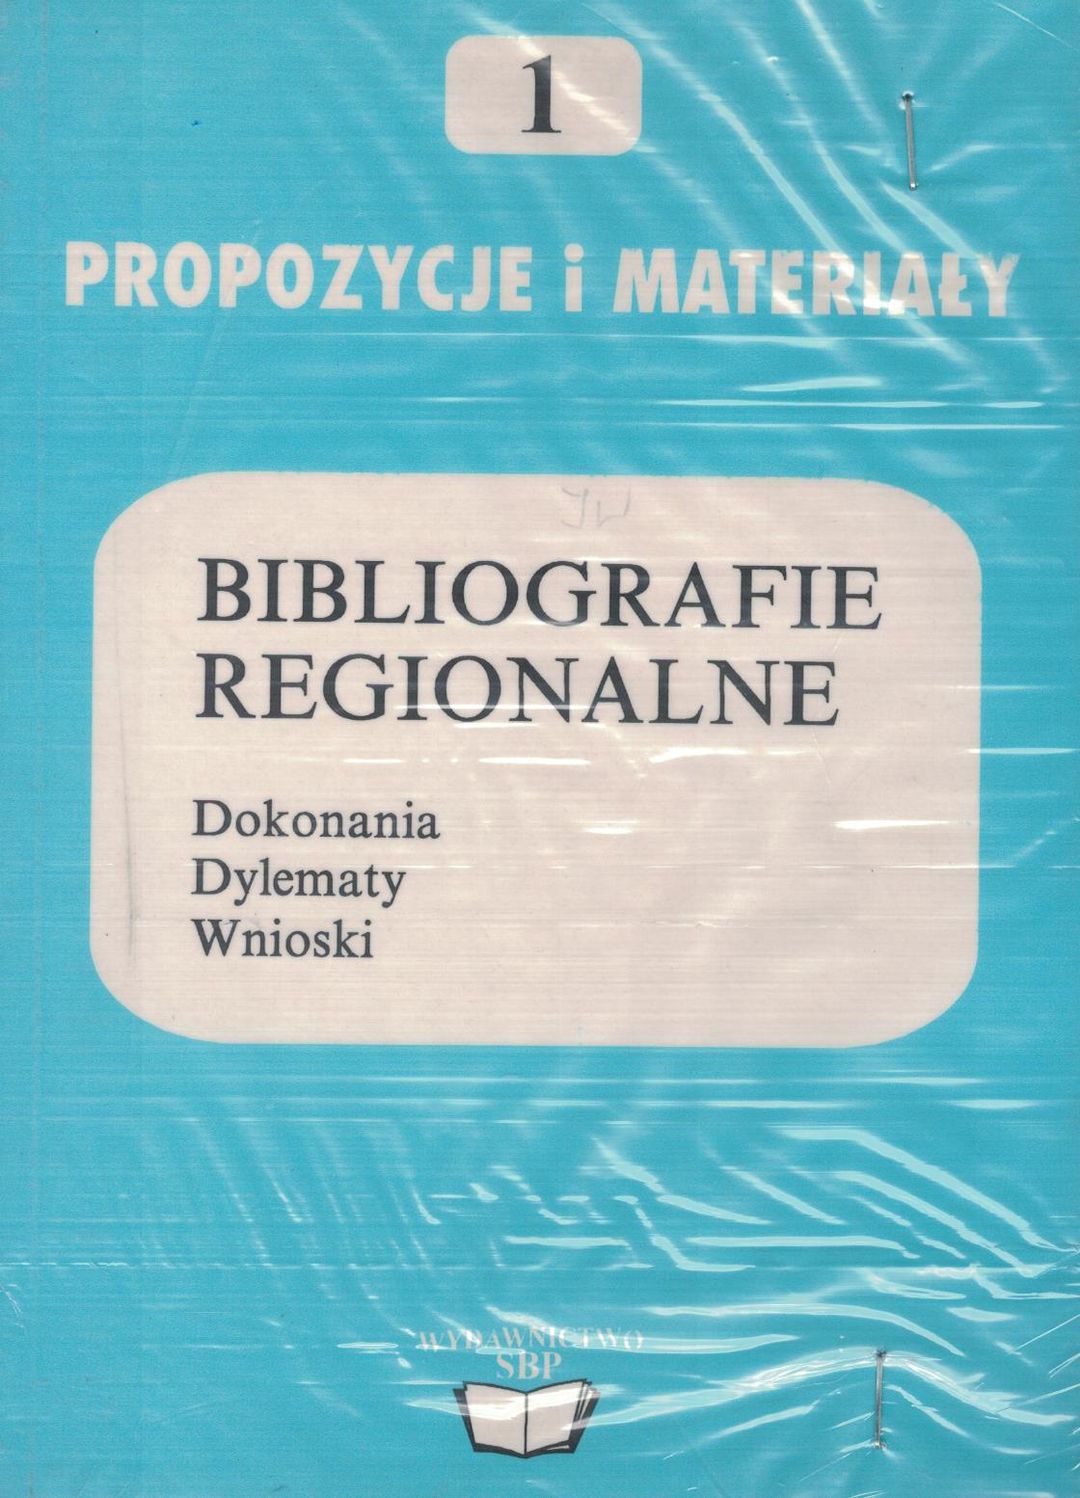 1
PROPOZYCJE i MATERIAŁY
BIBLIOGRAFIE
REGIONALNE
Dokonania
Dylematy
Wnioski
WYDAWNICTWO
SBP